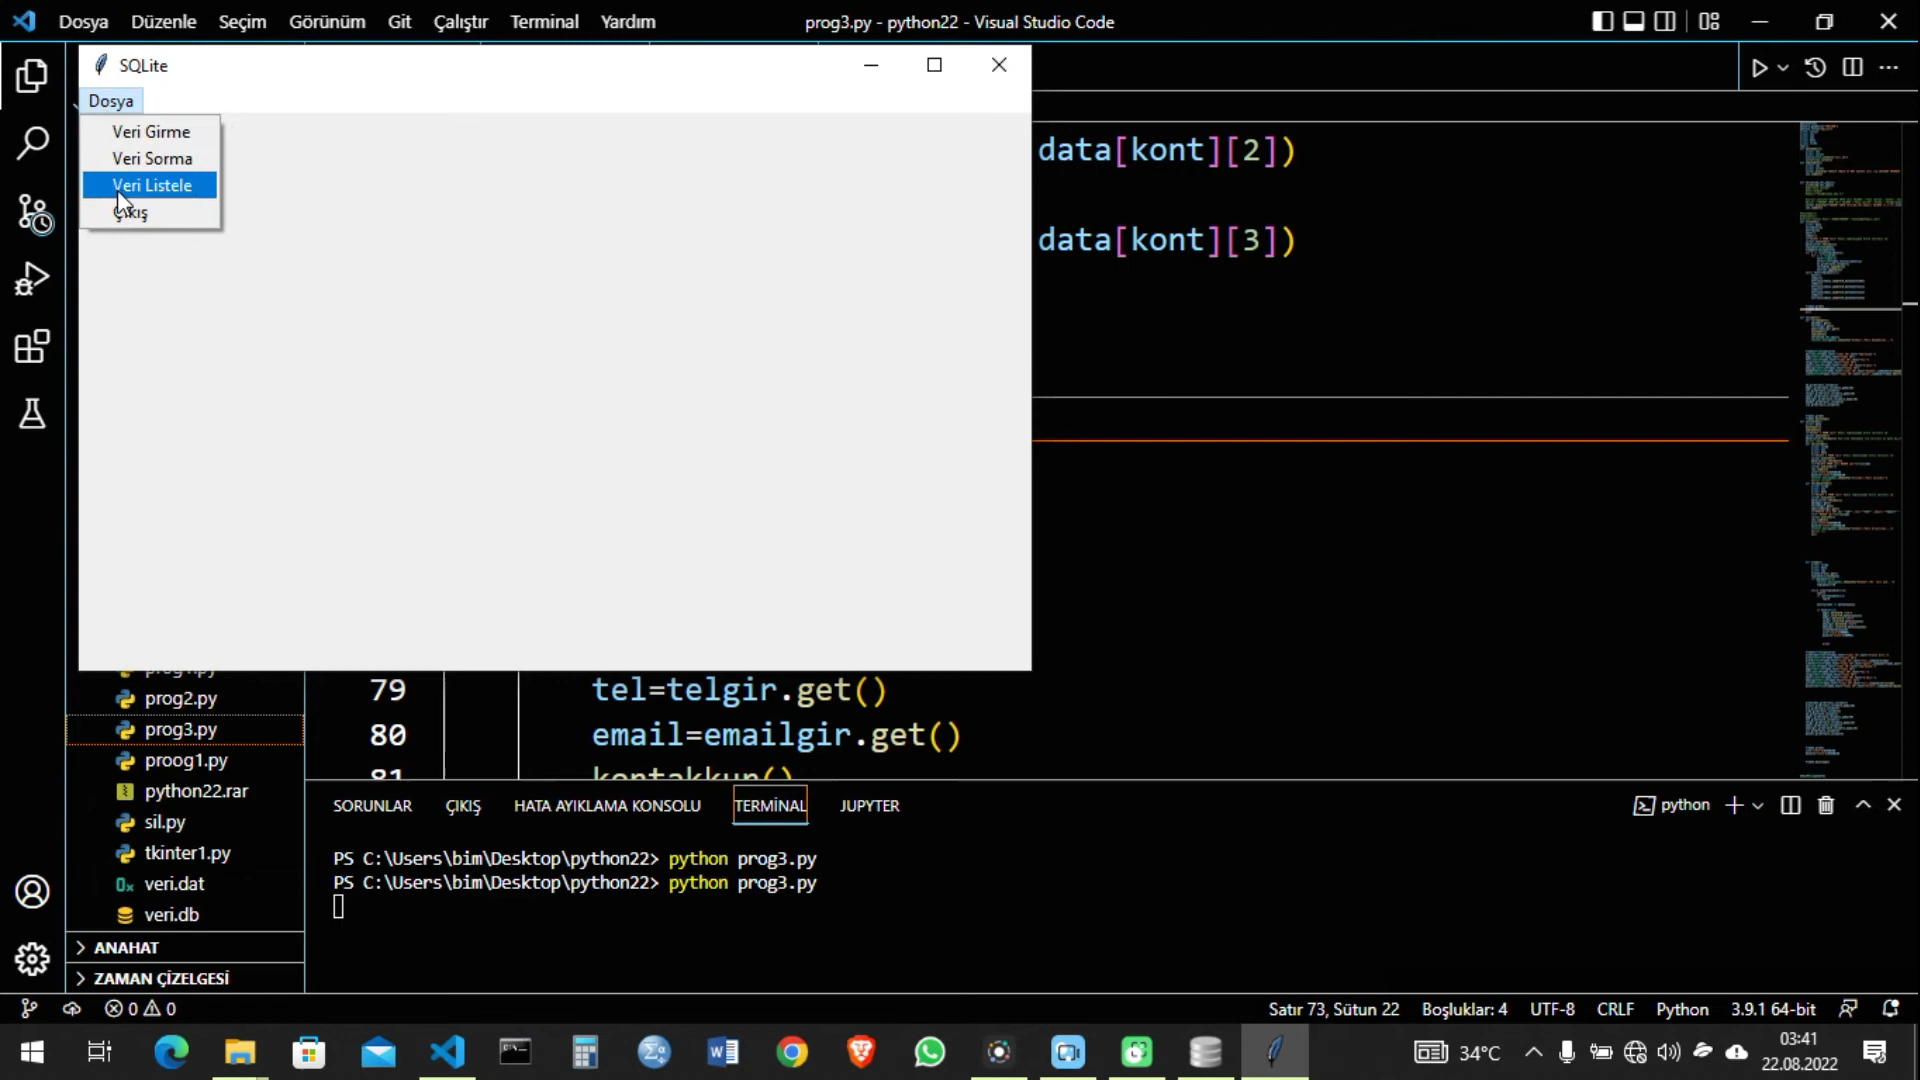 Dosya Düzenle Seçim Görünüm Git Çalıştır Terminal Yardım prog3.py - python22 - Visual Studio Code
SQLite
Dosya
Veri Girme
Veri Sorma
Veri Listele
Çıkış
data[kont][2])
data[kont][3])
79 tel=telgir.get()
80 email=emailgir.get()
81 kontakkur()
prog1.py
prog2.py
prog3.py
proog1.py
python22.rar
sil.py
tkinter1.py
veri.dat
veri.db
ANAHAT
ZAMAN ÇİZELGESİ
SORUNLAR ÇIKIŞ HATA AYIKLAMA KONSOLU TERMİNAL JUPYTER
python
PS C:\Users\bim\Desktop\python22> python prog3.py
PS C:\Users\bim\Desktop\python22> python prog3.py
0 0 Satır 73, Sütun 22 Boşluklar: 4 UTF-8 CRLF Python 3.9.1 64-bit
34°C
03:41
22.08.2022